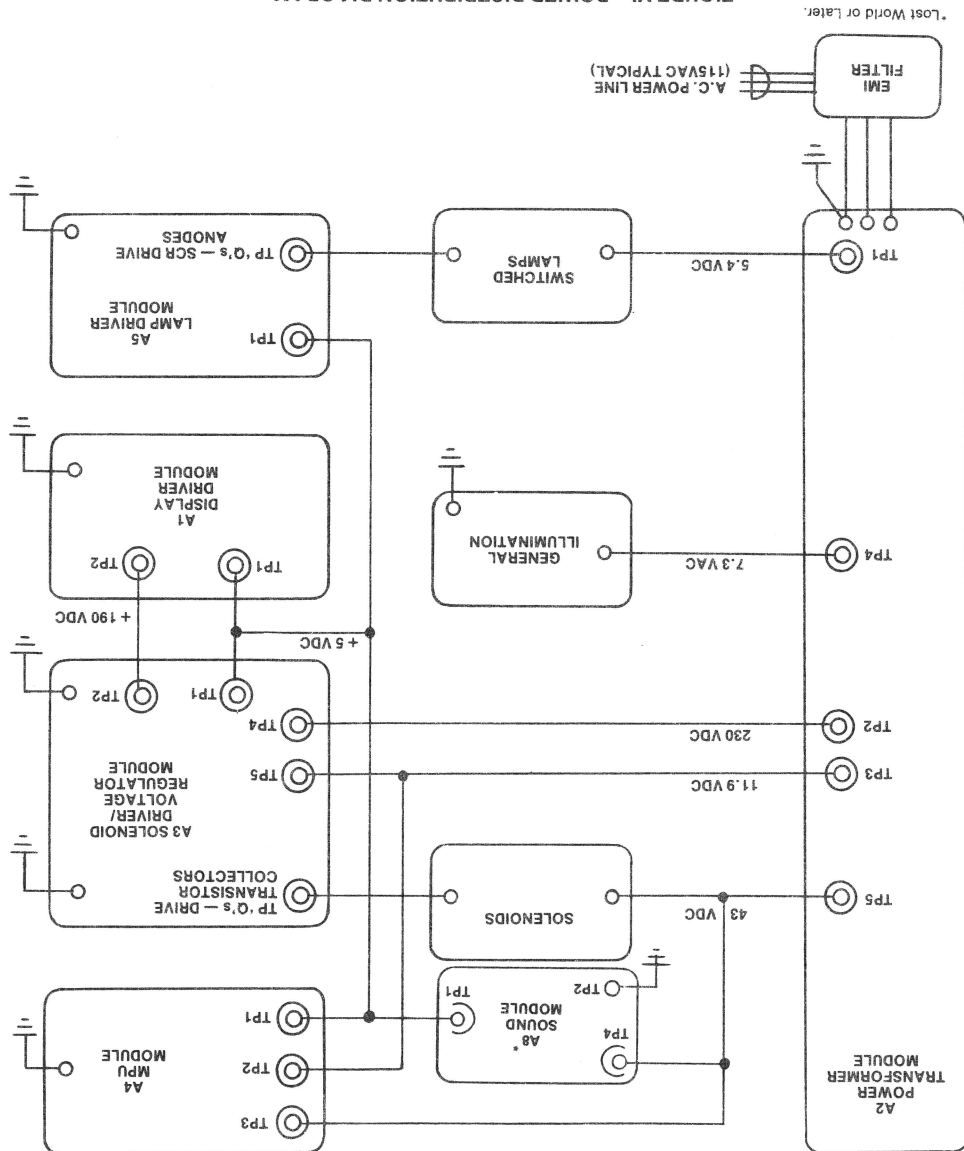 A2
POWER
TRANSFORMER
MODULE
TP5
43
VDC
TP3
11.9 VDC
TP2
230 VDC
TP4
7.3 VAC
TP1
5.4 VDC
TP4
A8*
SOUND
MODULE
TP2
TP1
SOLENOIDS
GENERAL
ILLUMINATION
SWITCHED
LAMPS
TP3
TP2
TP1
A4
MPU
MODULE
TP 'Q's — DRIVE
TRANSISTOR
COLLECTORS
A3 SOLENOID
DRIVER/
VOLTAGE
REGULATOR
MODULE
TP5
TP4
TP1
TP2
+ 5 VDC
+ 190 VDC
TP1
TP2
A1
DISPLAY
DRIVER
MODULE
TP1
A5
LAMP DRIVER
MODULE
TP 'Q's — SCR DRIVE
ANODES
EMI
FILTER
A.C. POWER LINE
(115VAC TYPICAL)
*Lost World or Later.
FIGURE VI — POWER DISTRIBUTION DIAGRAM